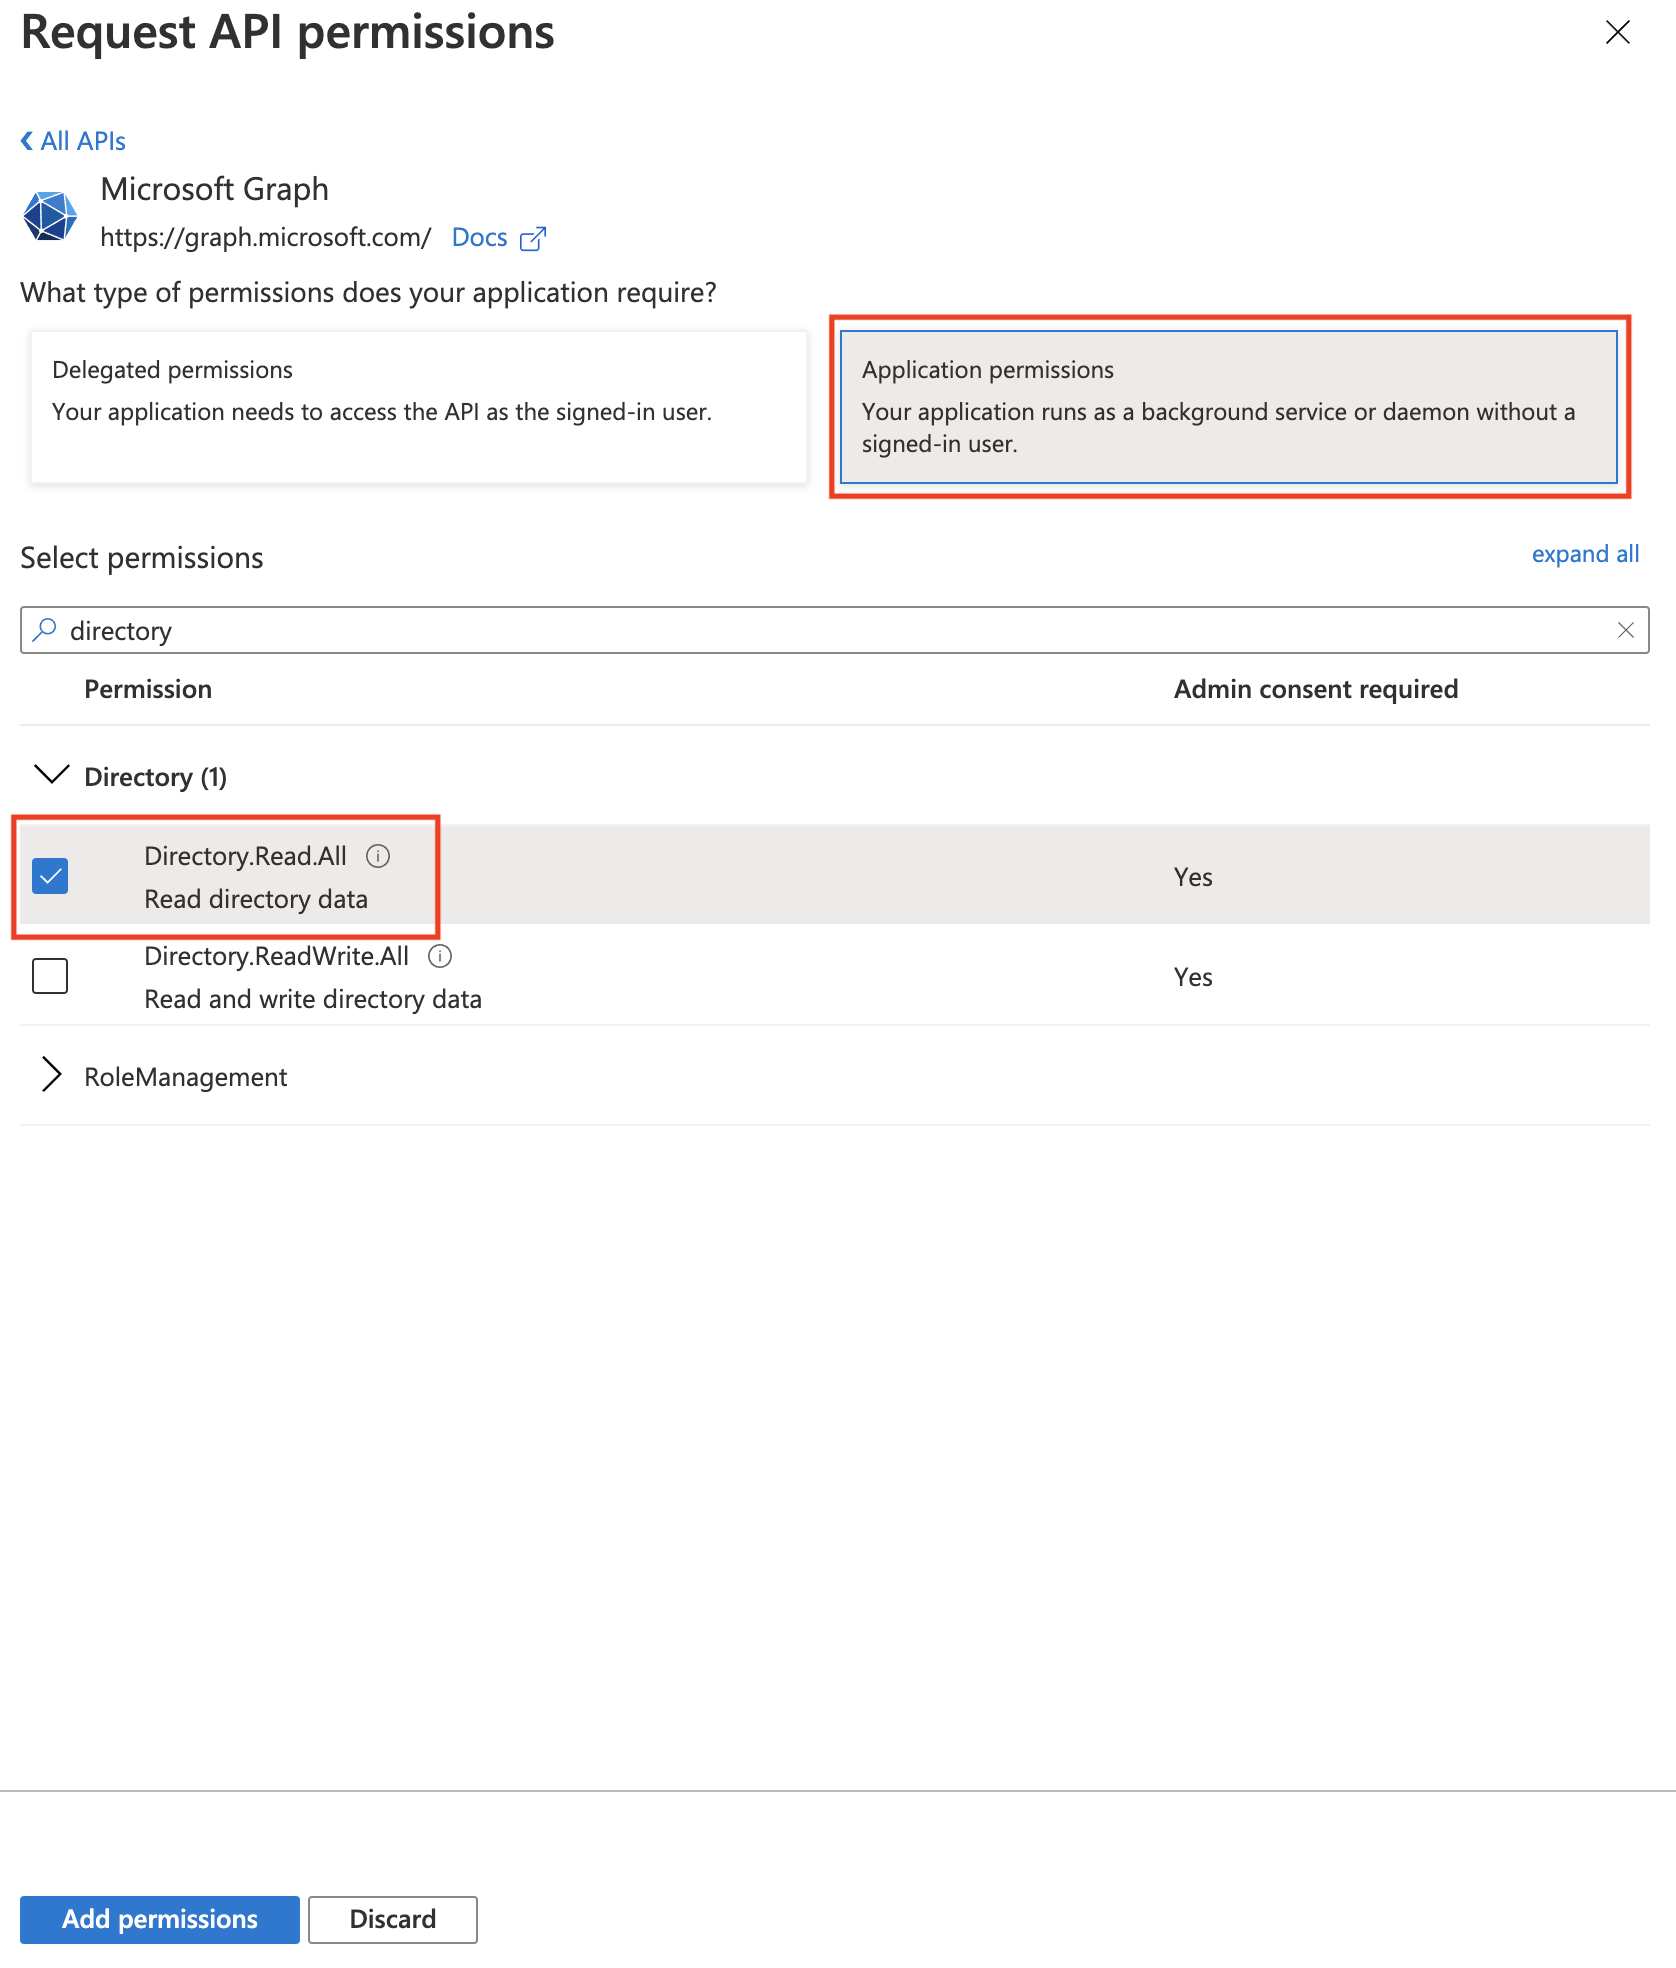 Request API permissions
All APIs
Microsoft Graph
https://graph.microsoft.com/ Docs
What type of permissions does your application require?
Delegated permissions
Your application needs to access the API as the signed-in user.
Application permissions
Your application runs as a background service or daemon without a
signed-in user.
Select permissions
expand all
directory
Permission
Admin consent required
Directory (1)
Directory.Read.All
Read directory data
Yes
Directory.ReadWrite.All
Read and write directory data
Yes
RoleManagement
Add permissions
Discard